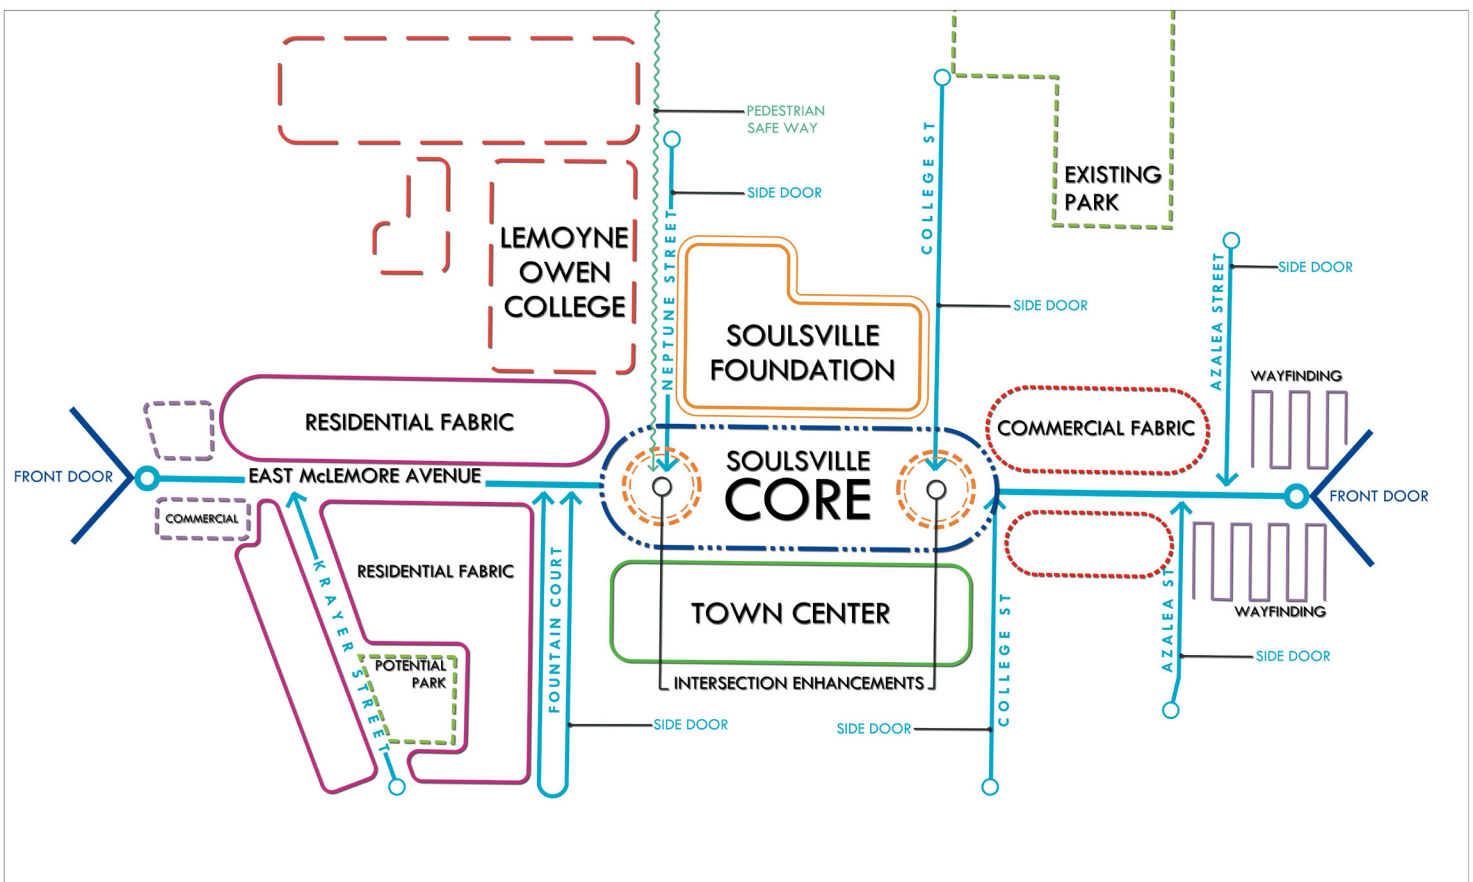 PEDESTRIAN
SAFE WAY
SIDE DOOR
NEPTUNE STREET
COLLEGE ST
SIDE DOOR
EXISTING
PARK
AZALEA STREET
SIDE DOOR
LEMOYNE
OWEN
COLLEGE
SOULSVILLE
FOUNDATION
WAYFINDING
RESIDENTIAL FABRIC
COMMERCIAL FABRIC
FRONT DOOR
EAST McLEMORE AVENUE
SOULSVILLE
CORE
FRONT DOOR
COMMERCIAL
KRAYER STREET
RESIDENTIAL FABRIC
FOUNTAIN COURT
TOWN CENTER
COLLEGE ST
AZALEA ST
WAYFINDING
POTENTIAL
PARK
SIDE DOOR
INTERSECTION ENHANCEMENTS
SIDE DOOR
SIDE DOOR